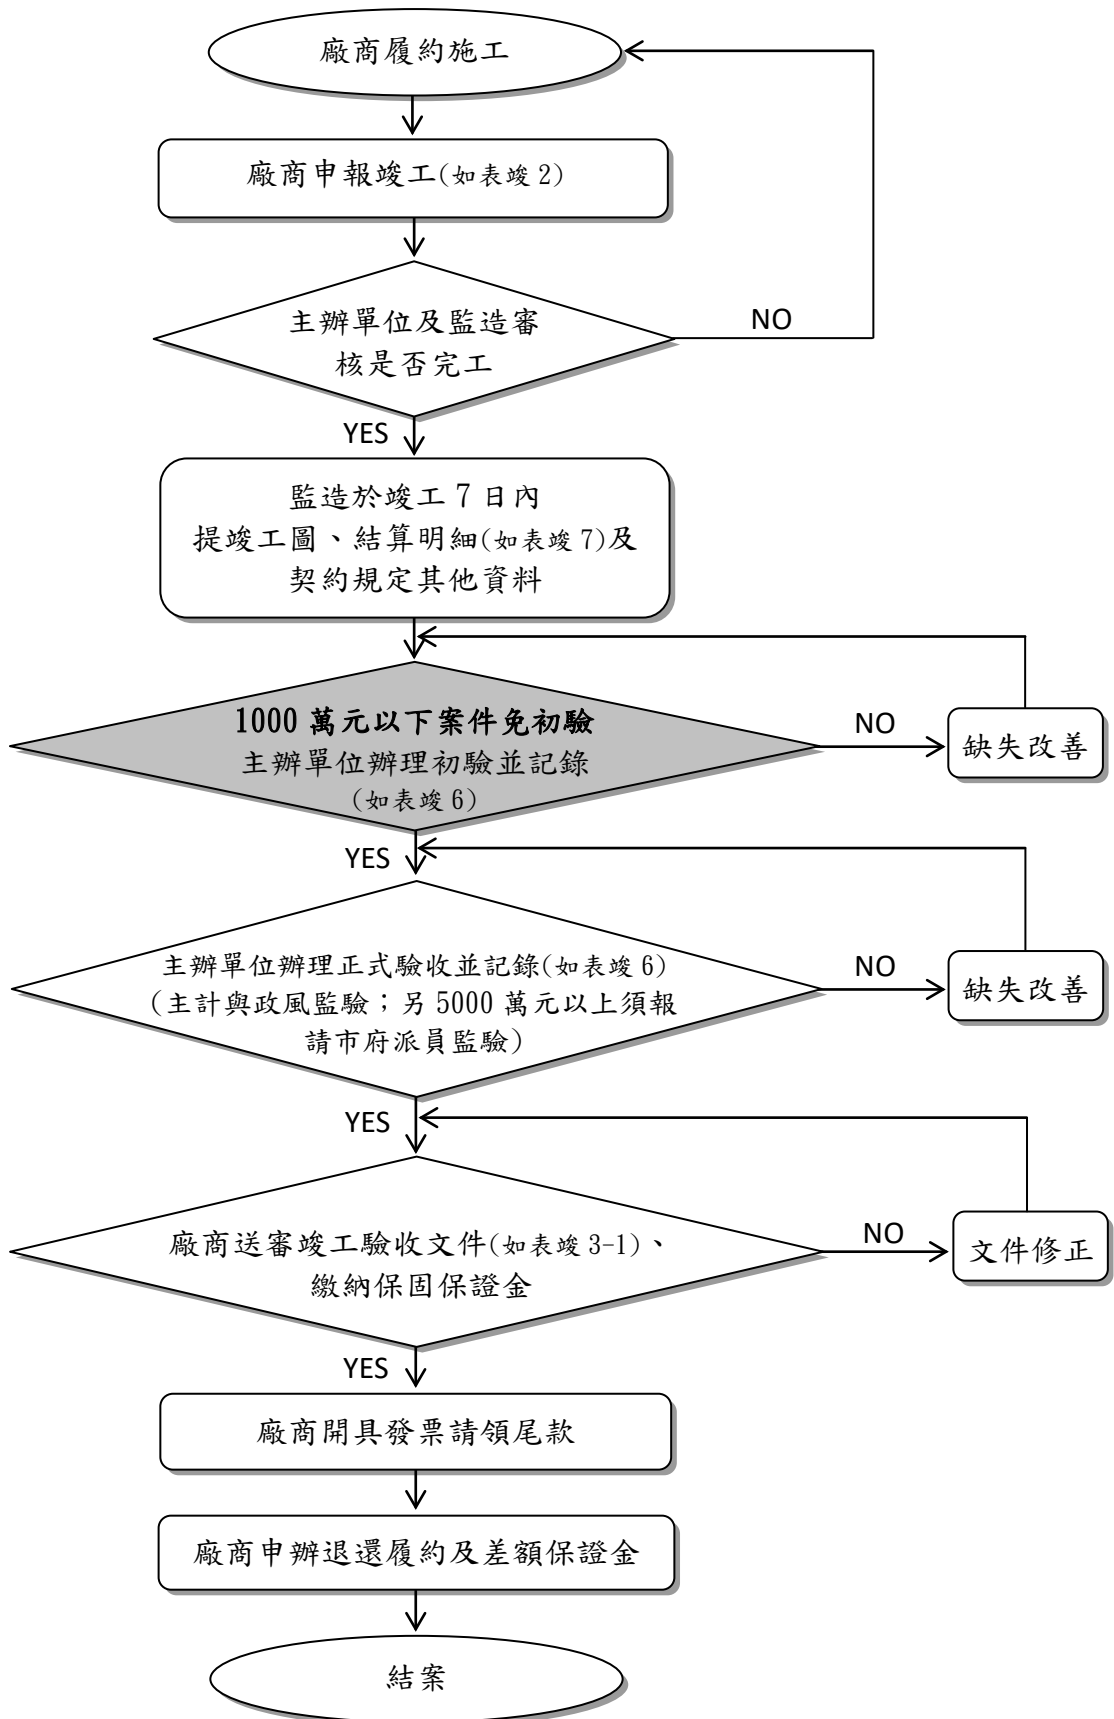 廠商履約施工
廠商申報竣工(如表竣 2)
主辦單位及監造審
核是否完工
NO
YES
監造於竣工 7 日內
提竣工圖、結算明細(如表竣 7)及
契約規定其他資料
1000 萬元以下案件免初驗
主辦單位辦理初驗並記錄
(如表竣 6)
NO
缺失改善
YES
主辦單位辦理正式驗收並記錄(如表竣 6)
(主計與政風監驗；另 5000 萬元以上須報
請市府派員監驗)
NO
缺失改善
YES
廠商送審竣工驗收文件(如表竣 3-1)、
繳納保固保證金
NO
文件修正
YES
廠商開具發票請領尾款
廠商申辦退還履約及差額保證金
結案